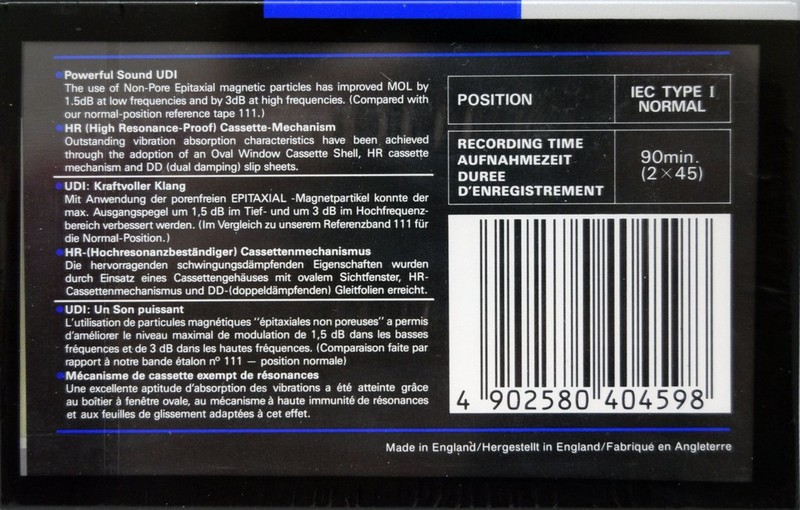 Powerful Sound UDI
The use of Non-Pore Epitaxial magnetic particles has improved MOL by
1.5dB at low frequencies and by 3dB at high frequencies. (Compared with
our normal-position reference tape 111.)
HR (High Resonance-Proof) Cassette-Mechanism
Outstanding vibration absorption characteristics have been achieved
through the adoption of an Oval Window Cassette Shell, HR cassette
mechanism and DD (dual damping) slip sheets.
UDI: Kraftvoller Klang
Mit Anwendung der porenfreien EPITAXIAL -Magnetpartikel konnte der
max. Ausgangspegel um 1,5 dB im Tief- und um 3 dB im Hochfrequenz-
bereich verbessert werden. (Im Vergleich zu unserem Referenzband 111 für
die Normal-Position.)
HR-(Hochresonanzbeständiger) Cassettenmechanismus
Die hervorragenden schwingungsdämpfenden Eigenschaften wurden
durch Einsatz eines Cassettengehäuses mit ovalem Sichtfenster, HR-
Cassettenmechanismus und DD-(doppeldämpfenden) Gleitfolien erreicht.
UDI: Un Son puissant
L'utilisation de particules magnétiques "épitaxiales non poreuses" a permis
d'améliorer le niveau maximal de modulation de 1,5 dB dans les basses
fréquences et de 3 dB dans les hautes fréquences. (Comparaison faite par
rapport à notre bande étalon nº 111 — position normale)
Mécanisme de cassette exempt de résonances
Une excellente aptitude d'absorption des vibrations a été atteinte grâce
au boîtier à fenêtre ovale, au mécanisme à haute immunité de résonances
et aux feuilles de glissement adaptées à cet effet.
POSITION
IEC TYPE I
NORMAL
RECORDING TIME
AUFNAHMEZEIT
DUREE
D'ENREGISTREMENT
90min.
(2×45)
4 902580 404598
Made in England/Hergestellt in England/Fabriqué en Angleterre